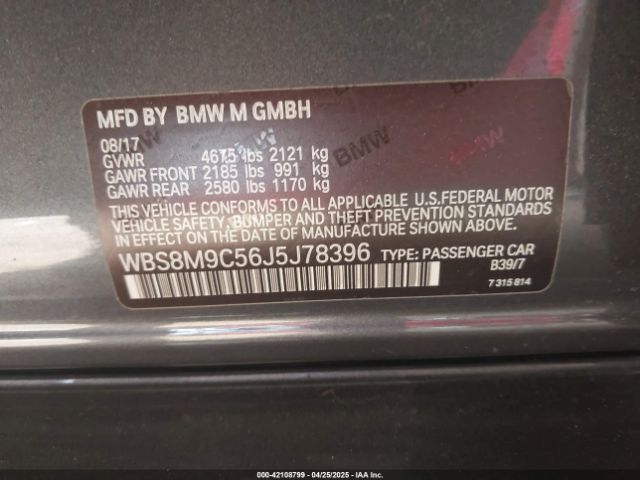 MFD BY BMW M GMBH
08/17
GVWR 4675 lbs 2121 kg
GAWR FRONT 2185 lbs 991 kg
GAWR REAR 2580 lbs 1170 kg
THIS VEHICLE CONFORMS TO ALL APPLICABLE U.S.FEDERAL MOTOR
VEHICLE SAFETY, BUMPER AND THEFT PREVENTION STANDARDS
IN EFFECT ON THE DATE OF MANUFACTURE SHOWN ABOVE.
WBS8M9C56J5J78396 TYPE: PASSENGER CAR
B39/7
7 315 814
BMW
000-42108799 - 04/25/2025 - IAA Inc.